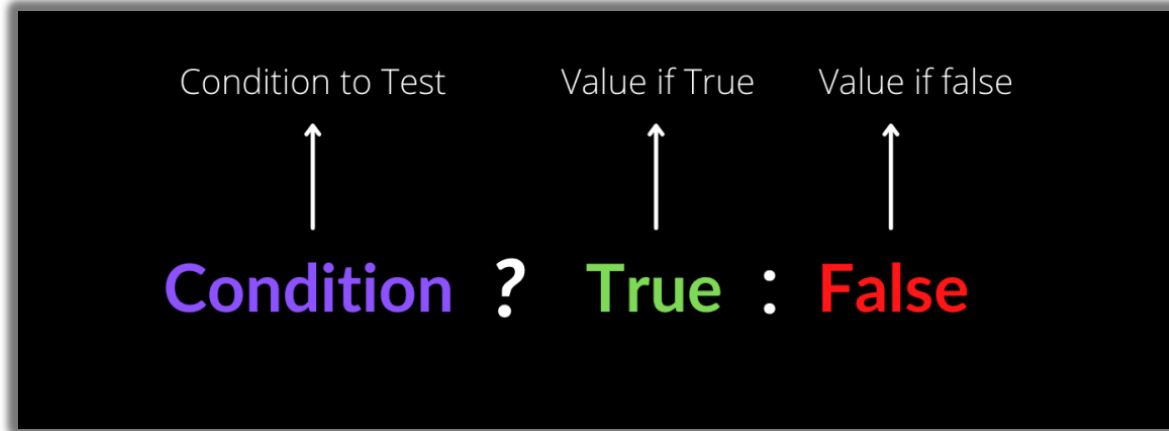 Condition to Test Value if True Value if false
Condition ? True : False